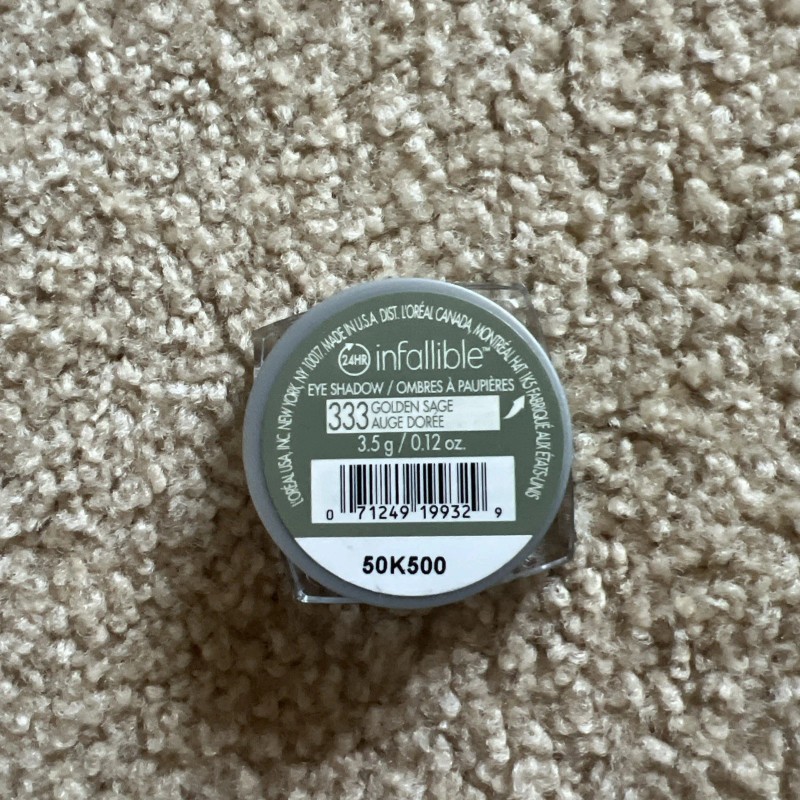 L'ORÉAL USA, INC. NEW YORK, NY 10017. MADE IN U.S.A. DIST. L'ORÉAL CANADA, MONTRÉAL H4T 1K5 FABRIQUÉ AUX ÉTATS-UNIS
24HR infallible™
EYE SHADOW / OMBRES À PAUPIÈRES
333 GOLDEN SAGE
AUGE DORÉE
3.5 g / 0.12 oz.
0 71249 19932 9
50K500